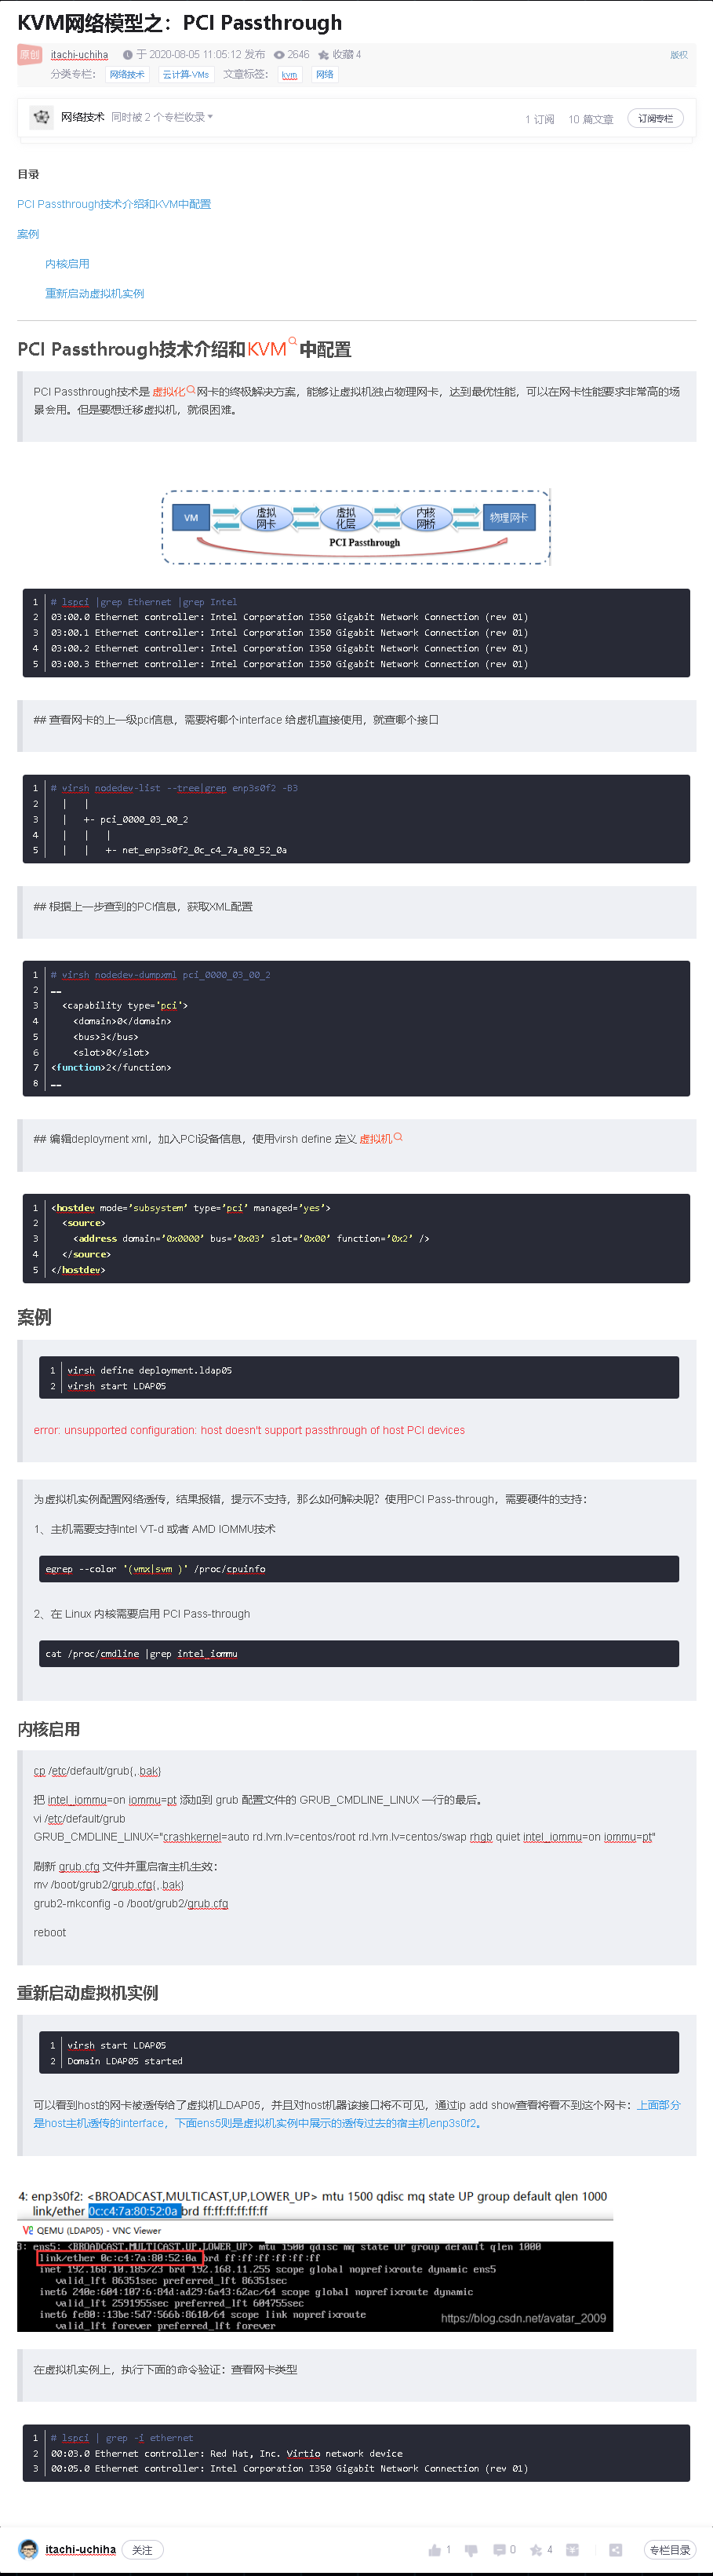 KVM网络模型之：PCI Passthrough
原创
itachi-uchiha 于 2020-08-05 11:05:12 发布 2646 收藏 4 版权
分类专栏： 网络技术 云计算-VMs 文章标签： kvm 网络
网络技术 同时被 2 个专栏收录 1 订阅 10 篇文章 订阅专栏
目录
PCI Passthrough技术介绍和KVM中配置
案例
内核启用
重新启动虚拟机实例
PCI Passthrough技术介绍和KVM中配置
PCI Passthrough技术是 虚拟化 网卡的终极解决方案，能够让虚拟机独占物理网卡，达到最优性能，可以在网卡性能要求非常高的场
景会用。但是要想迁移虚拟机，就很困难。
VM 虚拟网卡 虚拟化层 内核网桥 物理网卡
PCI Passthrough
1 # lspci |grep Ethernet |grep Intel
2 03:00.0 Ethernet controller: Intel Corporation I350 Gigabit Network Connection (rev 01)
3 03:00.1 Ethernet controller: Intel Corporation I350 Gigabit Network Connection (rev 01)
4 03:00.2 Ethernet controller: Intel Corporation I350 Gigabit Network Connection (rev 01)
5 03:00.3 Ethernet controller: Intel Corporation I350 Gigabit Network Connection (rev 01)
## 查看网卡的上一级pci信息，需要将哪个interface 给虚机直接使用，就查哪个接口
1 # virsh nodedev-list --tree|grep enp3s0f2 -B3
2 | |
3 | +- pci_0000_03_00_2
4 | | |
5 | | +- net_enp3s0f2_0c_c4_7a_80_52_0a
## 根据上一步查到的PCI信息，获取XML配置
1 # virsh nodedev-dumpxml pci_0000_03_00_2
2 ……
3 <capability type='pci'>
4 <domain>0</domain>
5 <bus>3</bus>
6 <slot>0</slot>
7 <function>2</function>
8 ……
## 编辑deployment xml，加入PCI设备信息，使用virsh define 定义 虚拟机
1 <hostdev mode='subsystem' type='pci' managed='yes'>
2 <source>
3 <address domain='0x0000' bus='0x03' slot='0x00' function='0x2' />
4 </source>
5 </hostdev>
案例
1 virsh define deployment.ldap05
2 virsh start LDAP05
error: unsupported configuration: host doesn't support passthrough of host PCI devices
为虚拟机实例配置网络透传，结果报错，提示不支持，那么如何解决呢？使用PCI Pass-through，需要硬件的支持：
1、主机需要支持Intel VT-d 或者 AMD IOMMU技术
egrep --color '(vmx|svm )' /proc/cpuinfo
2、在 Linux 内核需要启用 PCI Pass-through
cat /proc/cmdline |grep intel_iommu
内核启用
cp /etc/default/grub{,.bak}
把 intel_iommu=on iommu=pt 添加到 grub 配置文件的 GRUB_CMDLINE_LINUX 一行的最后。
vi /etc/default/grub
GRUB_CMDLINE_LINUX="crashkernel=auto rd.lvm.lv=centos/root rd.lvm.lv=centos/swap rhgb quiet intel_iommu=on iommu=pt"
刷新 grub.cfg 文件并重启宿主机生效：
mv /boot/grub2/grub.cfg{,.bak}
grub2-mkconfig -o /boot/grub2/grub.cfg
reboot
重新启动虚拟机实例
1 virsh start LDAP05
2 Domain LDAP05 started
可以看到host的网卡被透传给了虚拟机LDAP05，并且对host机器该接口将不可见，通过ip add show查看将看不到这个网卡：上面部分
是host主机透传的interface，下面ens5则是虚拟机实例中展示的透传过去的宿主机enp3s0f2。
4: enp3s0f2: <BROADCAST,MULTICAST,UP,LOWER_UP> mtu 1500 qdisc mq state UP group default qlen 1000
link/ether 0c:c4:7a:80:52:0a brd ff:ff:ff:ff:ff:ff
QEMU (LDAP05) - VNC Viewer
3: ens5: <BROADCAST,MULTICAST,UP,LOWER_UP> mtu 1500 qdisc mq state UP group default qlen 1000
link/ether 0c:c4:7a:80:52:0a brd ff:ff:ff:ff:ff:ff
inet 192.168.10.185/23 brd 192.168.11.255 scope global noprefixroute dynamic ens5
valid_lft 86351sec preferred_lft 86351sec
inet6 240e:604:107:6:84d:ad29:6a43:62ac/64 scope global noprefixroute dynamic
valid_lft 2591955sec preferred_lft 604755sec
inet6 fe80::13be:5d7:566b:8610/64 scope link noprefixroute
valid_lft forever preferred_lft forever
https://blog.csdn.net/avatar_2009
在虚拟机实例上，执行下面的命令验证：查看网卡类型
1 # lspci | grep -i ethernet
2 00:03.0 Ethernet controller: Red Hat, Inc. Virtio network device
3 00:05.0 Ethernet controller: Intel Corporation I350 Gigabit Network Connection (rev 01)
itachi-uchiha 关注 1 0 4 专栏目录